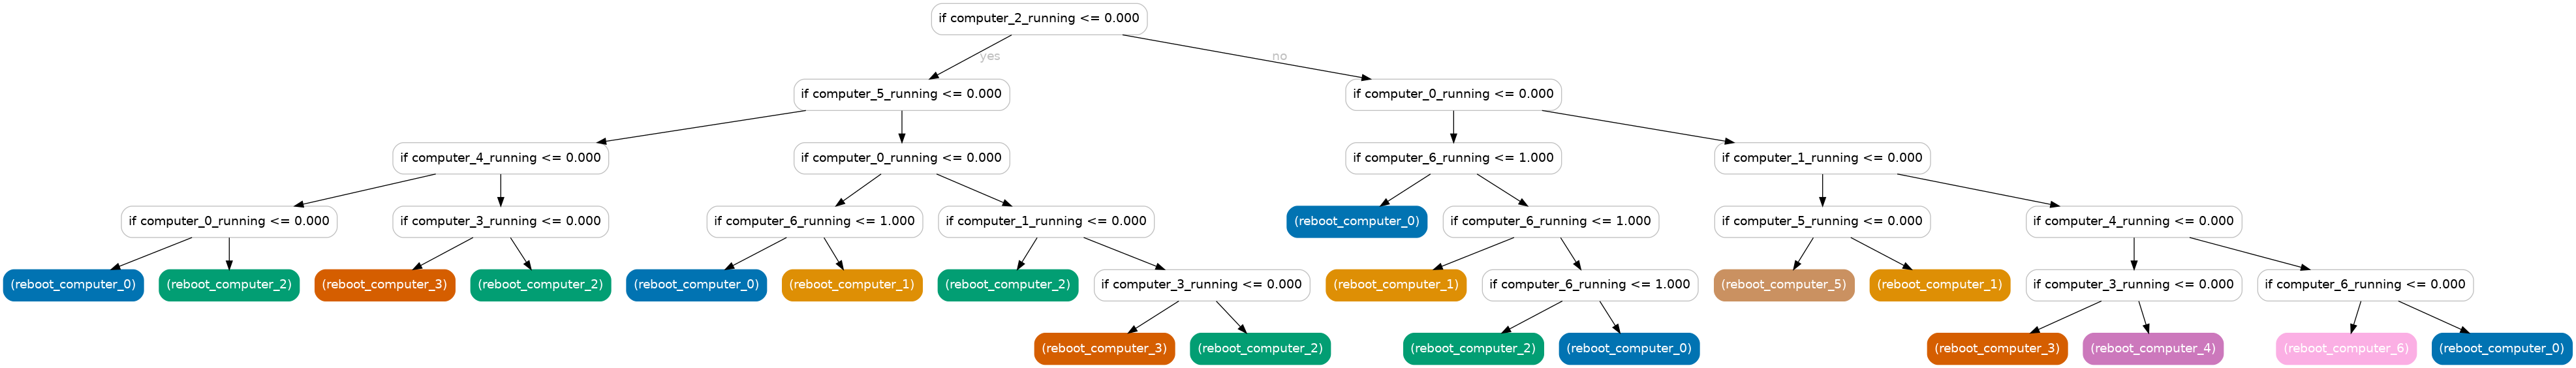 if computer_2_running <= 0.000
yes
no
if computer_5_running <= 0.000
if computer_0_running <= 0.000
if computer_4_running <= 0.000
if computer_0_running <= 0.000
if computer_6_running <= 1.000
if computer_1_running <= 0.000
if computer_0_running <= 0.000
if computer_3_running <= 0.000
if computer_6_running <= 1.000
if computer_1_running <= 0.000
(reboot_computer_0)
if computer_6_running <= 1.000
if computer_5_running <= 0.000
if computer_4_running <= 0.000
(reboot_computer_0)
(reboot_computer_2)
(reboot_computer_3)
(reboot_computer_2)
(reboot_computer_0)
(reboot_computer_1)
(reboot_computer_2)
if computer_3_running <= 0.000
(reboot_computer_1)
if computer_6_running <= 1.000
(reboot_computer_5)
(reboot_computer_1)
if computer_3_running <= 0.000
if computer_6_running <= 0.000
(reboot_computer_3)
(reboot_computer_2)
(reboot_computer_2)
(reboot_computer_0)
(reboot_computer_3)
(reboot_computer_4)
(reboot_computer_6)
(reboot_computer_0)